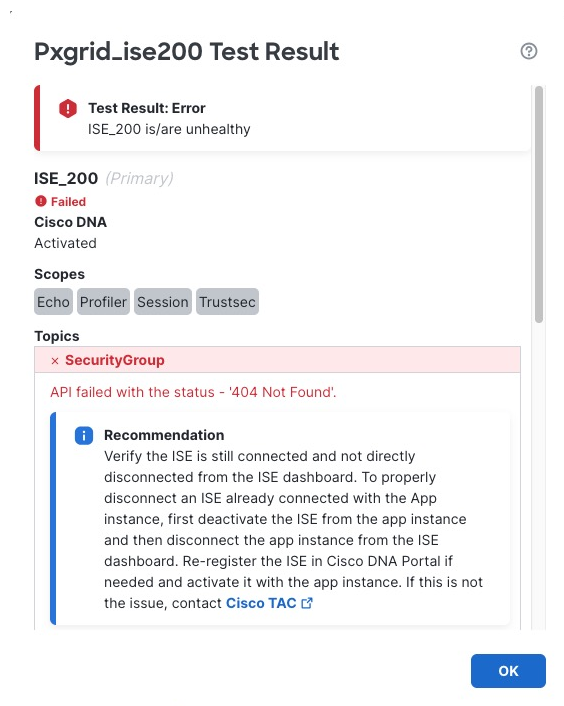 Pxgrid_ise200 Test Result
Test Result: Error
ISE_200 is/are unhealthy
ISE_200 (Primary)
Failed
Cisco DNA
Activated
Scopes
Echo Profiler Session Trustsec
Topics
× SecurityGroup
API failed with the status - '404 Not Found'.
Recommendation
Verify the ISE is still connected and not directly
disconnected from the ISE dashboard. To properly
disconnect an ISE already connected with the App
instance, first deactivate the ISE from the app instance
and then disconnect the app instance from the ISE
dashboard. Re-register the ISE in Cisco DNA Portal if
needed and activate it with the app instance. If this is not
the issue, contact Cisco TAC
OK